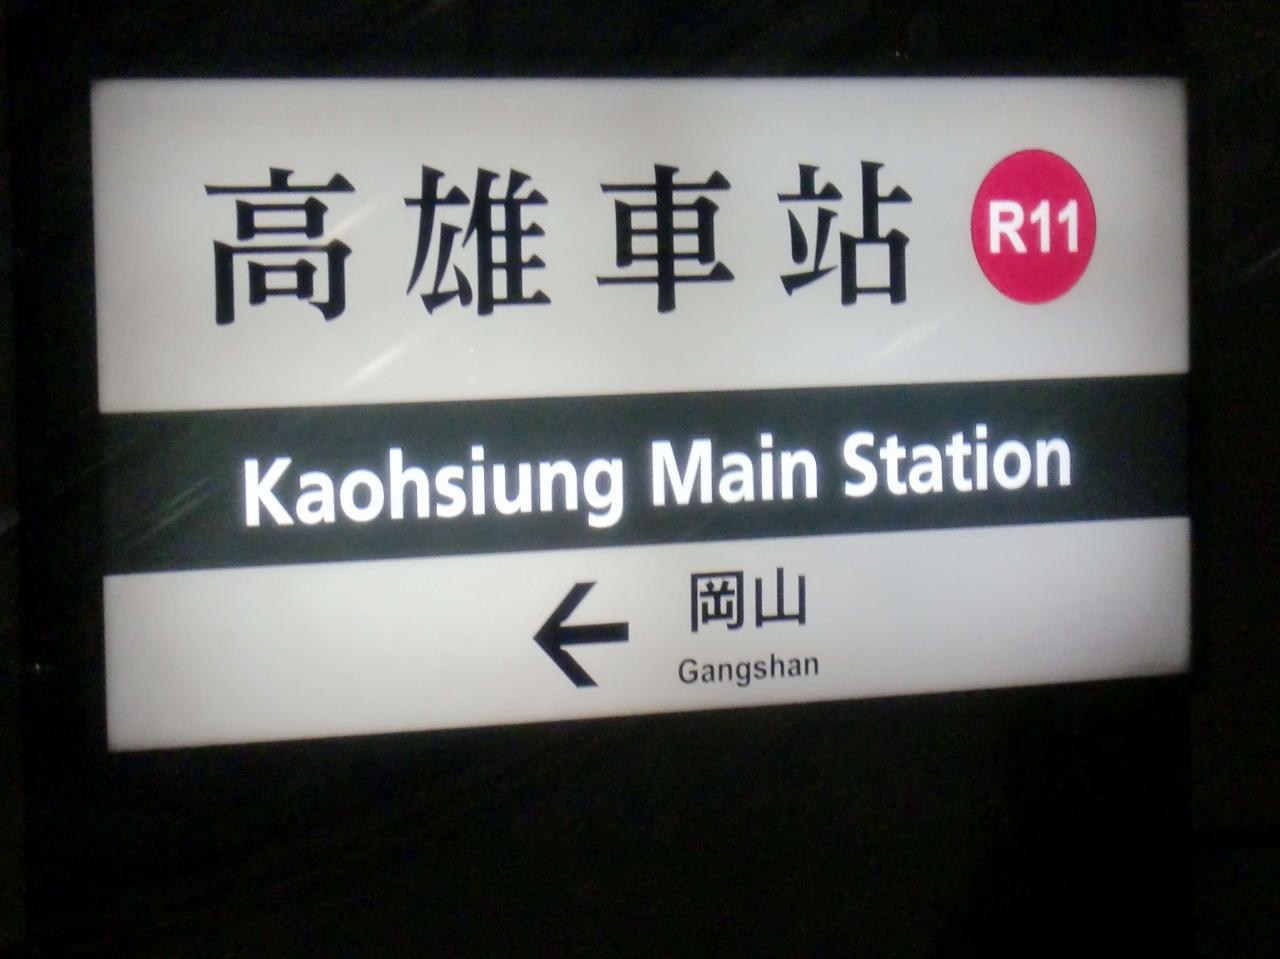 高雄車站 R11
Kaohsiung Main Station
← 岡山
Gangshan